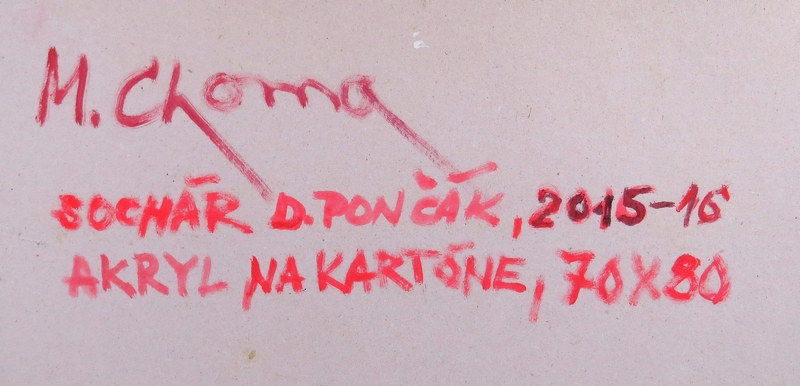 M. Choma
SOCHÁR D. PONČÁK, 2015-16
AKRYL NA KARTÓNE, 70X80